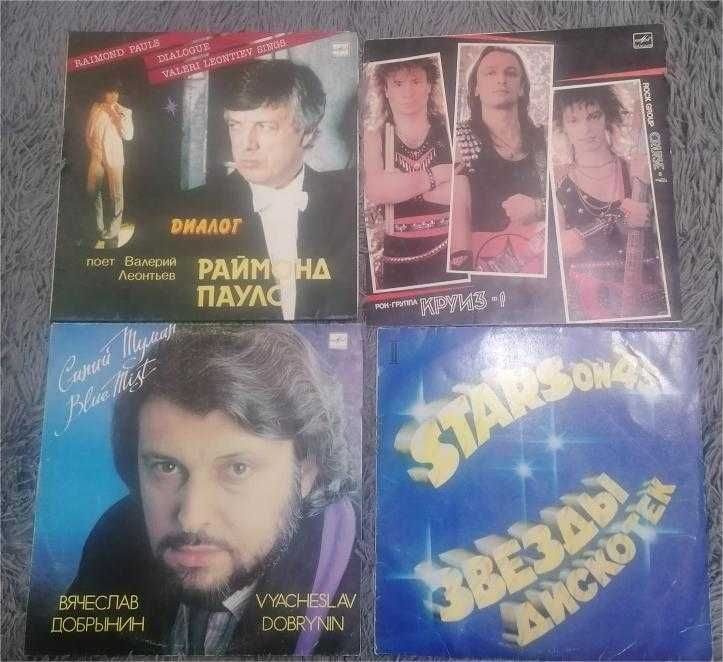 RAIMOND PAULS
DIALOGUE
VALERI LEONTIEV SINGS
ДИАЛОГ
поет Валерий
Леонтьев
РАЙМОНД
ПАУЛС
ROCK GROUP CRUISE-1
РОК-ГРУППА КРУИЗ-1
Синий Туман
Blue Mist
ВЯЧЕСЛАВ
ДОБРЫНИН
VYACHESLAV
DOBRYNIN
II
STARS ON 45
ЗВЕЗДЫ
ДИСКОТЕК